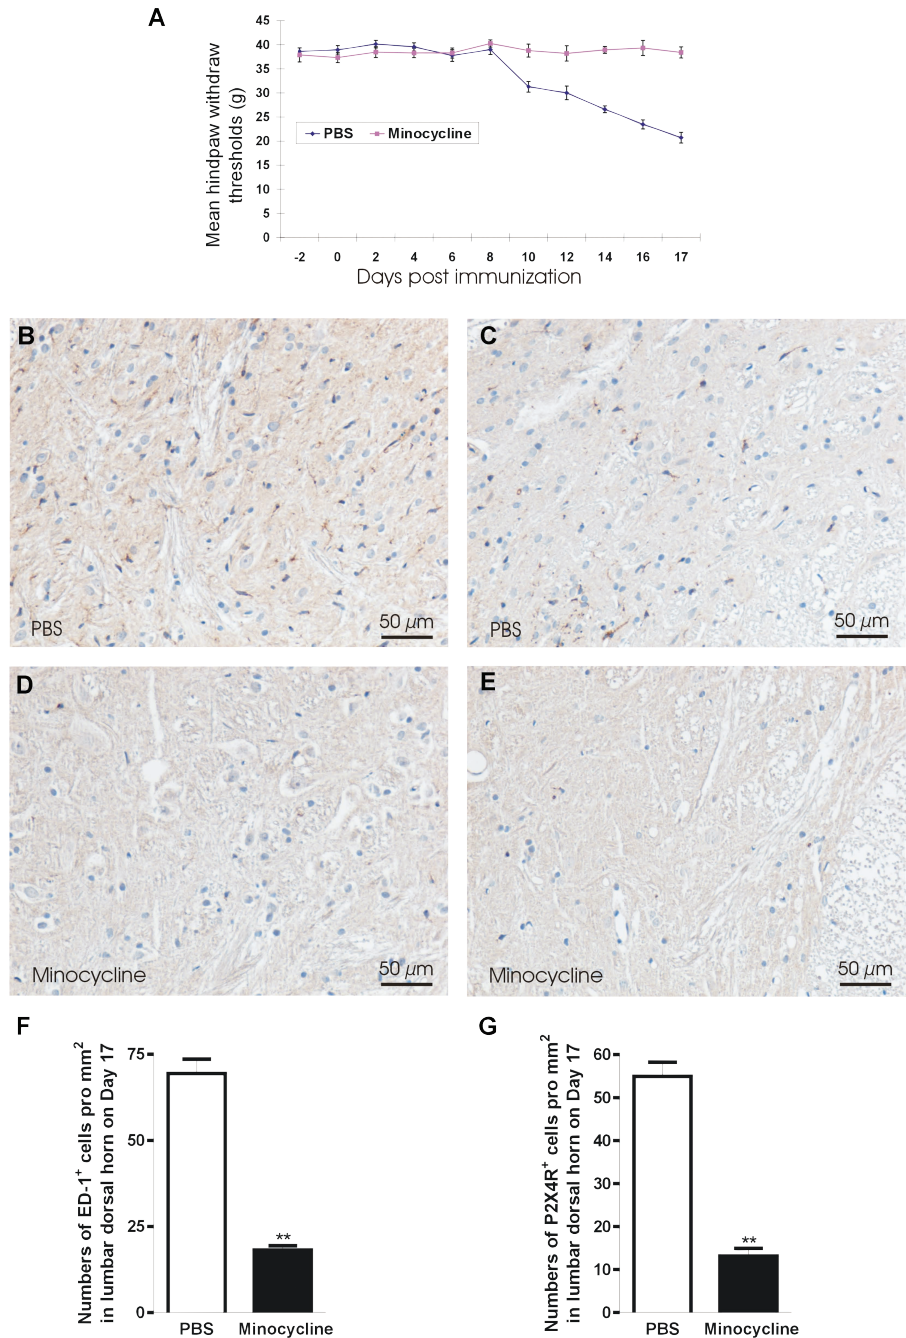 A
Mean hindpaw withdraw
thresholds (g)
45
40
35
30
25
20
15
10
5
0
PBS Minocycline
-2 0 2 4 6 8 10 12 14 16 17
Days post immunization
B
PBS
50 μm
C
PBS
50 μm
D
Minocycline
50 μm
E
Minocycline
50 μm
F
Numbers of ED-1⁺ cells pro mm²
in lumbar dorsal horn on Day 17
75
50
25
0
**
PBS Minocycline
G
Numbers of P2X4R⁺ cells pro mm²
in lumbar dorsal horn on Day 17
60
50
40
30
20
10
0
**
PBS Minocycline